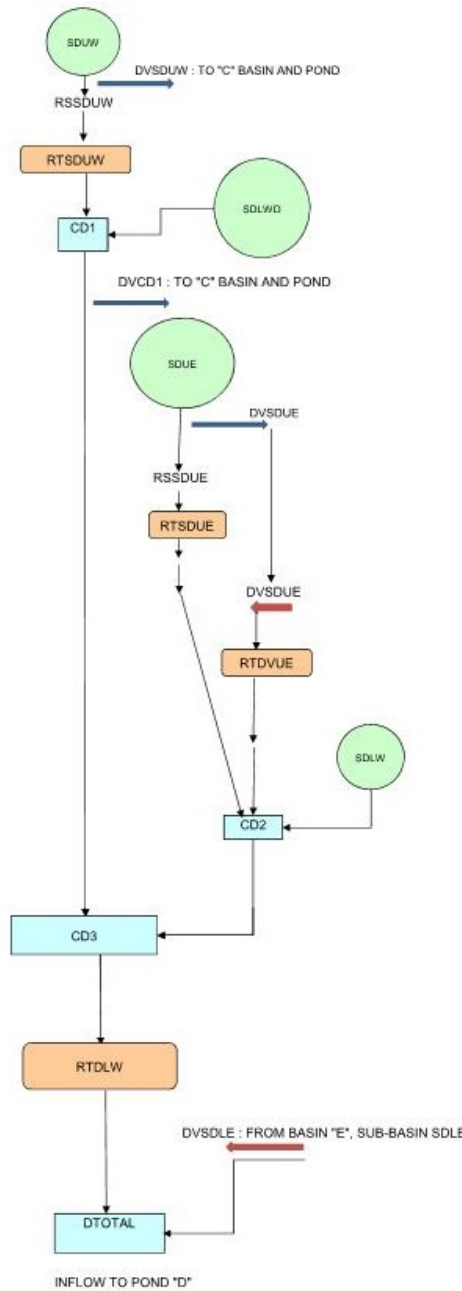 SDUW
DVSDUW : TO "C" BASIN AND POND
RSSDUW
RTSDUW
SDLWD
CD1
DVCD1 : TO "C" BASIN AND POND
SDUE
DVSDUE
RSSDUE
RTSDUE
DVSDUE
RTDVUE
SDLW
CD2
CD3
RTDLW
DVSDLE : FROM BASIN "E", SUB-BASIN SDLE
DTOTAL
INFLOW TO POND "D"